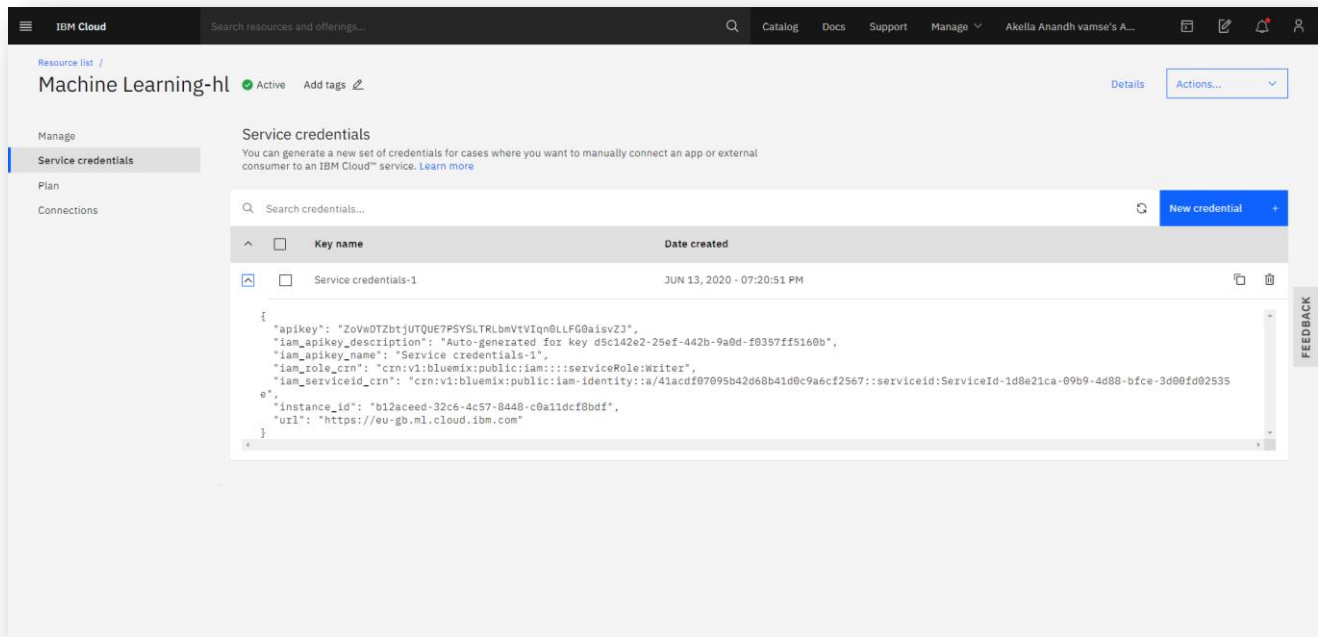 IBM Cloud
Search resources and offerings...
Catalog
Docs
Support
Manage
Akella Anandh vamse's A...
Resource list /
Machine Learning-hl
Active
Add tags
Details
Actions...
Manage
Service credentials
Plan
Connections
Service credentials
You can generate a new set of credentials for cases where you want to manually connect an app or external
consumer to an IBM Cloud™ service. Learn more
Search credentials...
New credential +
Key name
Date created
Service credentials-1
JUN 13, 2020 - 07:20:51 PM
{
"apikey": "ZoVwDTZbtjUTQUE7PSYSLTRLbmVtVIqn0LLFG0aisvZJ",
"iam_apikey_description": "Auto-generated for key d5c142e2-25ef-442b-9a0d-f0357ff5160b",
"iam_apikey_name": "Service credentials-1",
"iam_role_crn": "crn:v1:bluemix:public:iam::::serviceRole:Writer",
"iam_serviceid_crn": "crn:v1:bluemix:public:iam-identity::a/41acdf07095b42d68b41d0c9a6cf2567::serviceid:ServiceId-1d8e21ca-09b9-4d88-bfce-3d00fd02535
e",
"instance_id": "b12aceed-32c6-4c57-8448-c0a11dcf8bdf",
"url": "https://eu-gb.ml.cloud.ibm.com"
}
FEEDBACK